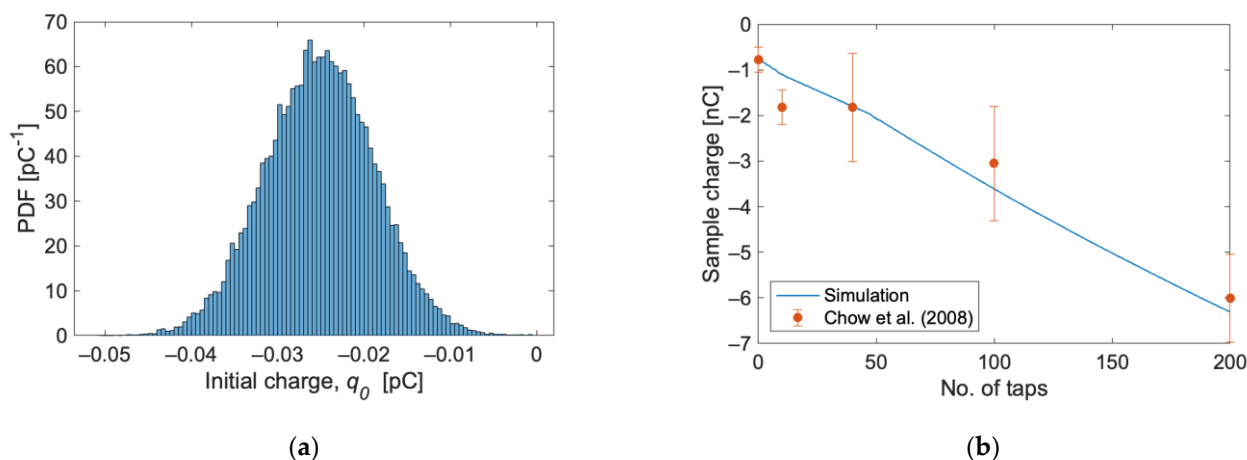 PDF [pC⁻¹]
70
60
50
40
30
20
10
0
−0.05 −0.04 −0.03 −0.02 −0.01 0
Initial charge, q₀ [pC]
(a)
Sample charge [nC]
0
−1
−2
−3
−4
−5
−6
−7
Simulation
Chow et al. (2008)
0 50 100 150 200
No. of taps
(b)